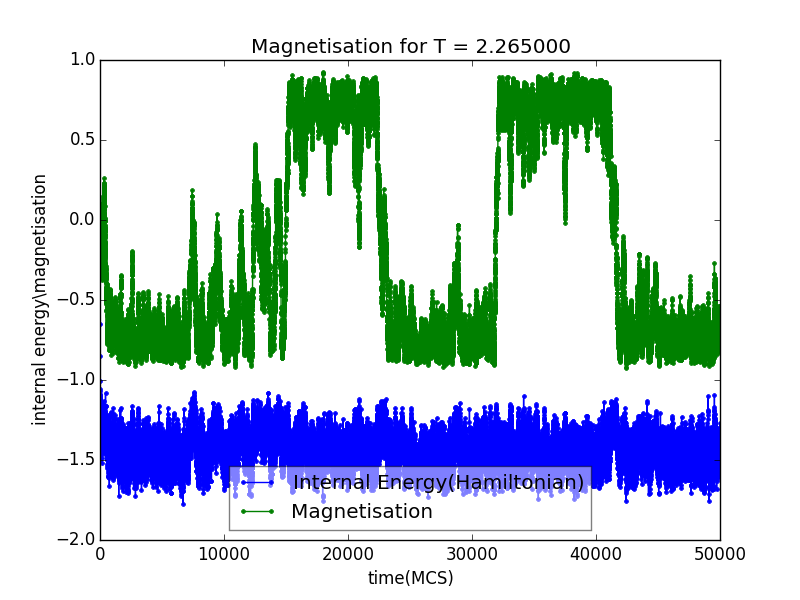 Magnetisation for T = 2.265000
internal energy\magnetisation
1.0
0.5
0.0
−0.5
−1.0
−1.5
−2.0
Internal Energy(Hamiltonian)
Magnetisation
0 10000 20000 30000 40000 50000
time(MCS)